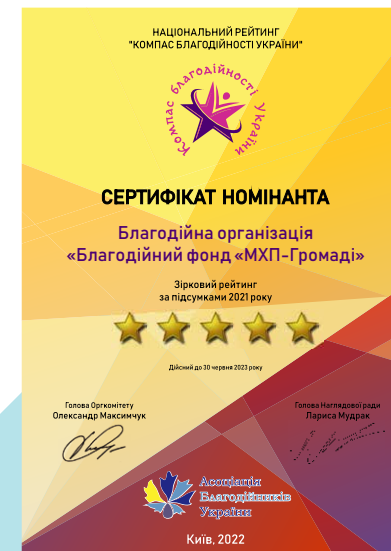 НАЦІОНАЛЬНИЙ РЕЙТИНГ
"КОМПАС БЛАГОДІЙНОСТІ УКРАЇНИ"
Компас благодійності України
СЕРТИФІКАТ НОМІНАНТА
Благодійна організація
«Благодійний фонд «МХП-Громаді»
Зірковий рейтинг
за підсумками 2021 року
Дійсний до 30 червня 2023 року
Голова Оргкомітету
Олександр Максимчук
Голова Наглядової ради
Лариса Мудрак
Асоціація
Благодійників
України
Київ, 2022